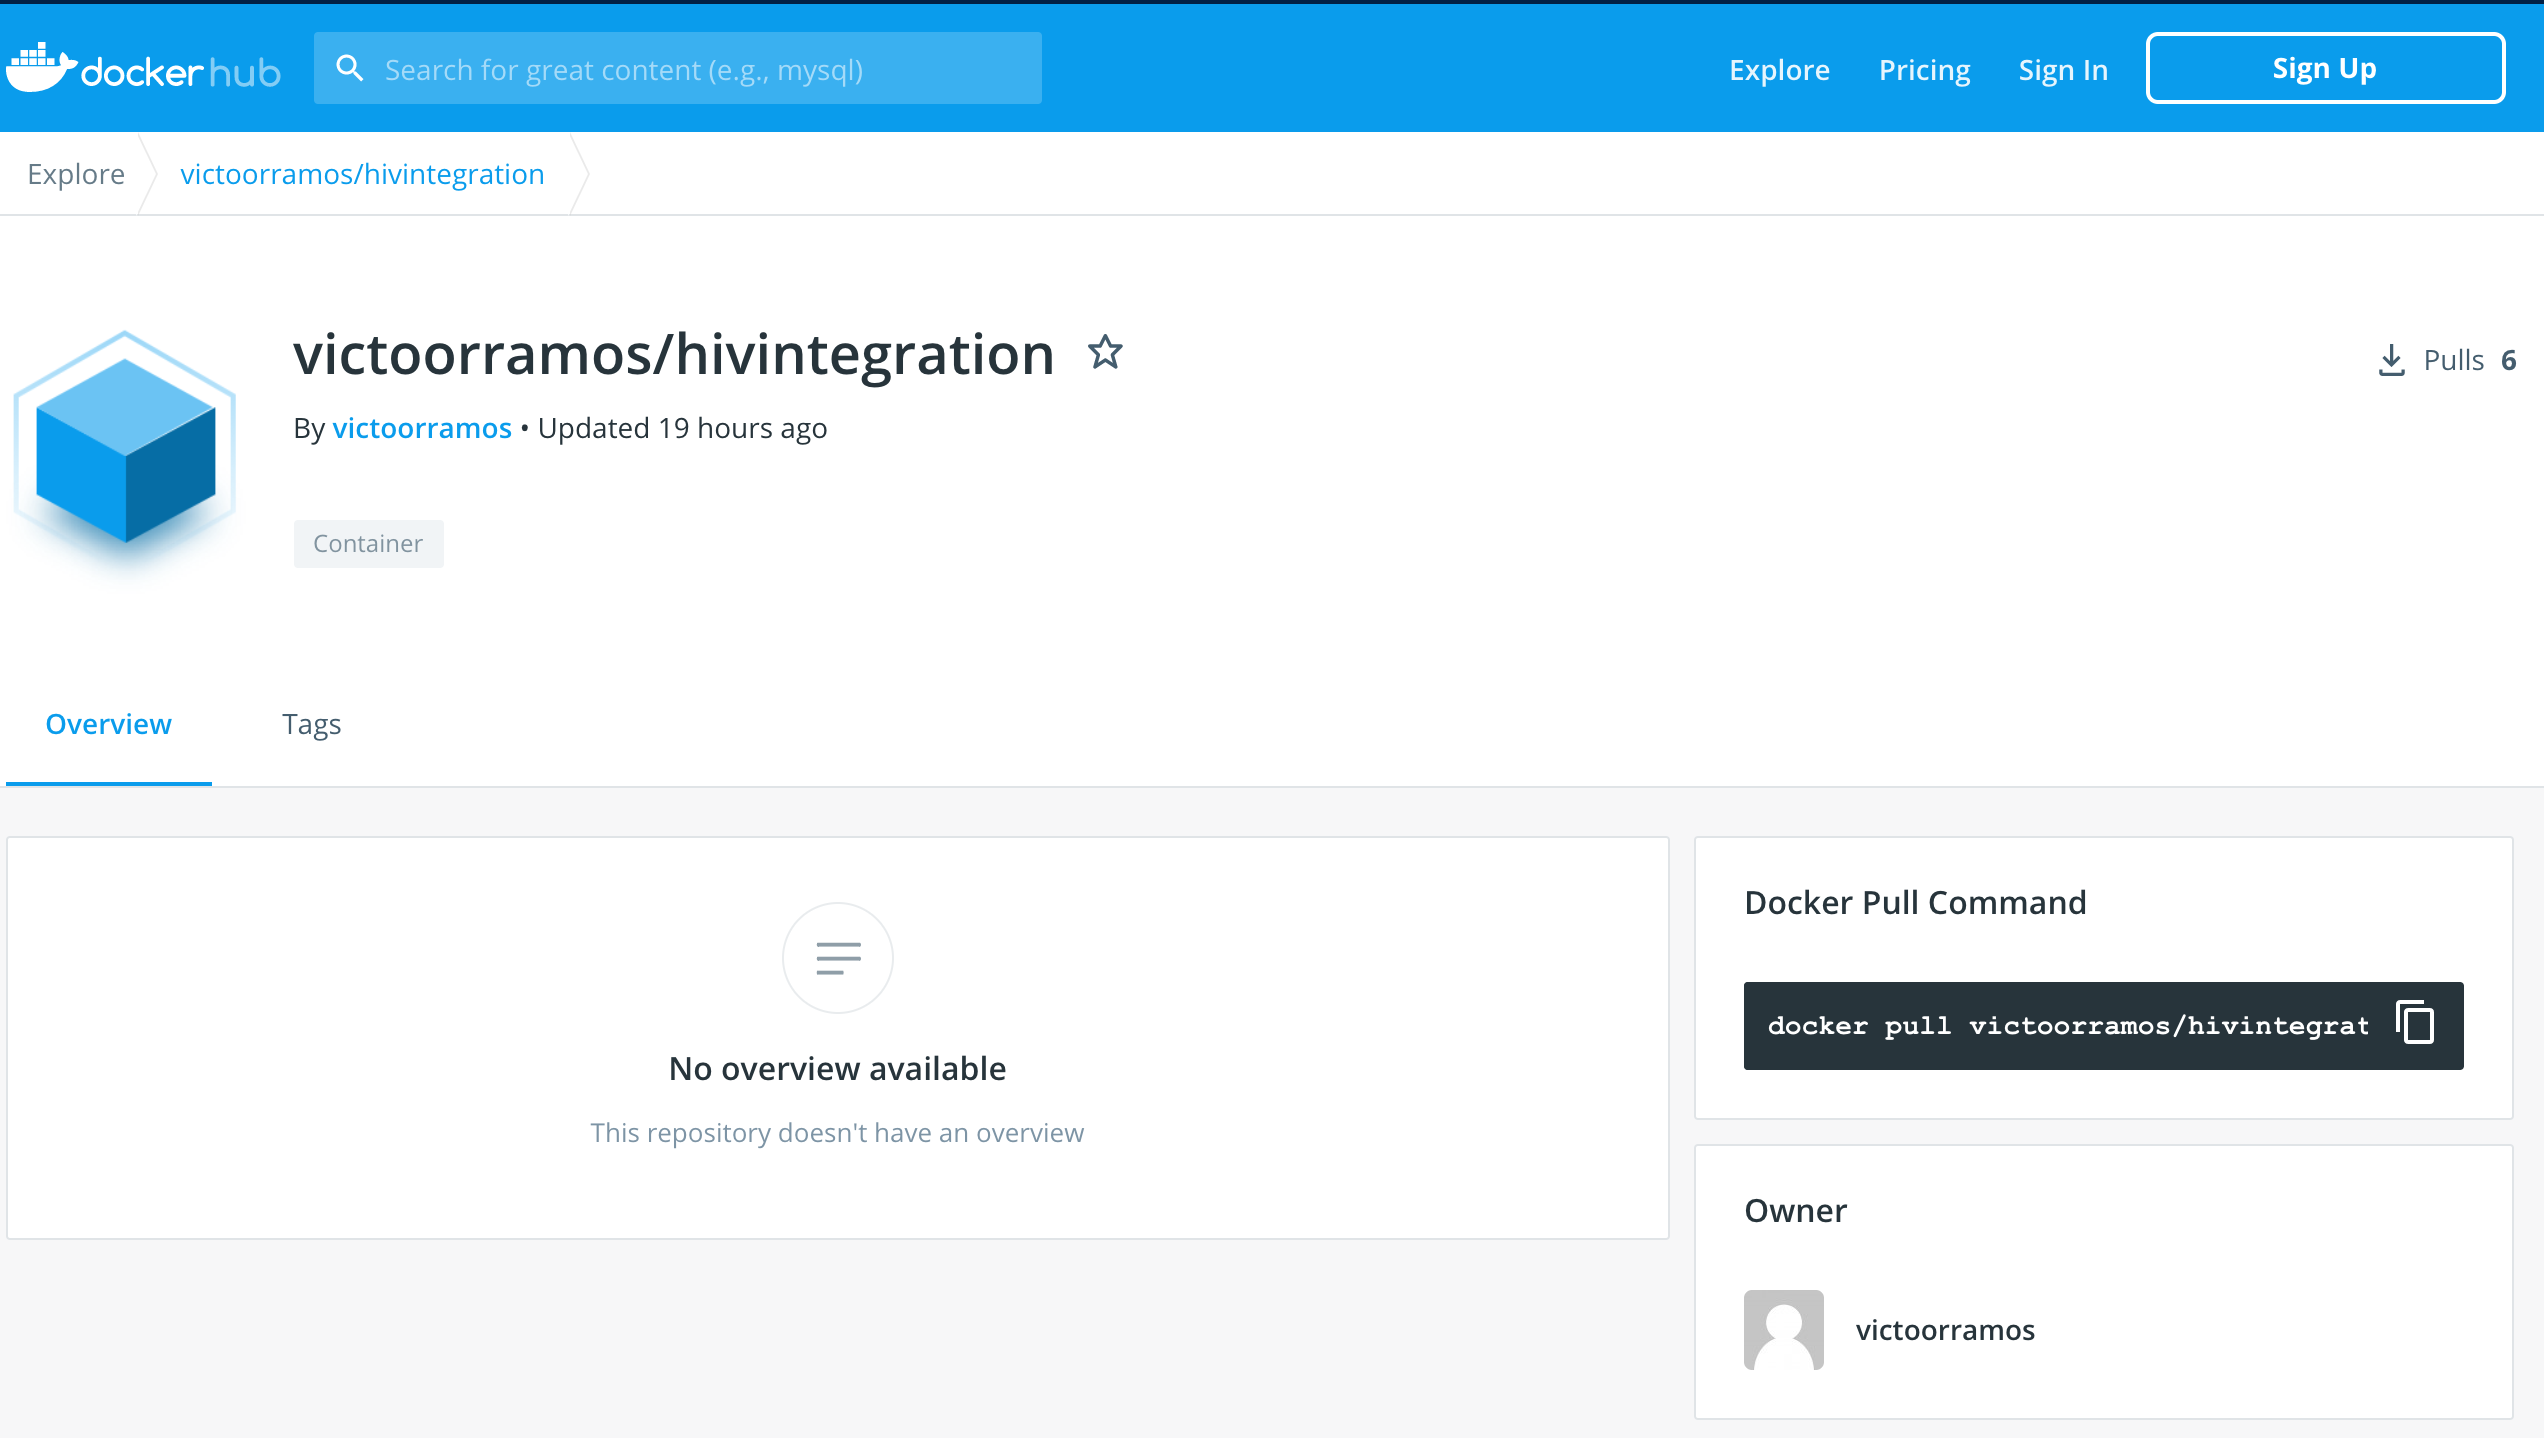 docker hub
Search for great content (e.g., mysql)
Explore
Pricing
Sign In
Sign Up
Explore
victoorramos/hivintegration
victoorramos/hivintegration
Pulls 6
By victoorramos • Updated 19 hours ago
Container
Overview
Tags
No overview available
This repository doesn't have an overview
Docker Pull Command
docker pull victoorramos/hivintegrat
Owner
victoorramos